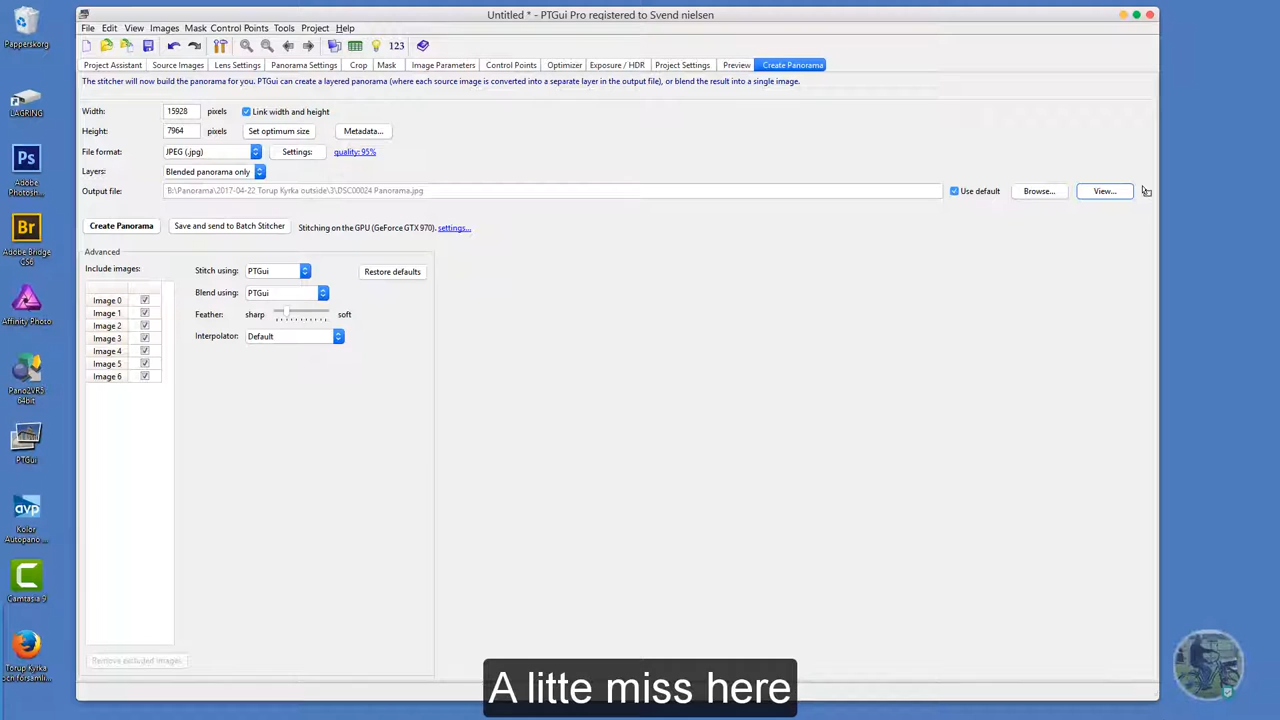 Untitled * - PTGui Pro registered to Svend nielsen
File Edit View Images Mask Control Points Tools Project Help
123
Project Assistant Source Images Lens Settings Panorama Settings Crop Mask Image Parameters Control Points Optimizer Exposure / HDR Project Settings Preview Create Panorama
The stitcher will now build the panorama for you. PTGui can create a layered panorama (where each source image is converted into a separate layer in the output file), or blend the result into a single image.
Width: 15928 pixels Link width and height
Height: 7964 pixels Set optimum size Metadata...
File format: JPEG (.jpg) Settings: quality: 95%
Layers: Blended panorama only
Output file: B:\Panorama\2017-04-22 Torup Kyrka outside\3\DSC00024 Panorama.jpg Use default Browse... View...
Create Panorama Save and send to Batch Stitcher Stitching on the GPU (GeForce GTX 970). settings...
Advanced
Include images:
Stitch using: PTGui Restore defaults
Blend using: PTGui
Feather: sharp soft
Interpolator: Default
Image 0
Image 1
Image 2
Image 3
Image 4
Image 5
Image 6
Remove excluded images
Papperskorg
LAGRING
Ps
Adobe
Photosh...
Br
Adobe Bridge
CS6
Affinity Photo
Pano2VR5
64bit
PTGui
avp
Kolor
Autopano...
Camtasia 9
Torup Kyrka
och församli...
A litte miss here